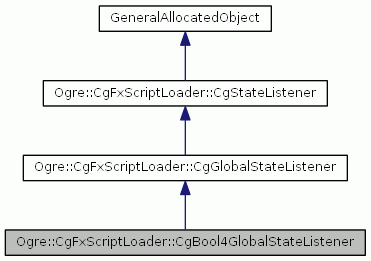 GeneralAllocatedObject
Ogre::CgFxScriptLoader::CgStateListener
Ogre::CgFxScriptLoader::CgGlobalStateListener
Ogre::CgFxScriptLoader::CgBool4GlobalStateListener